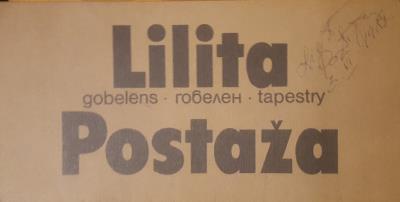 Lilita
gobelens · гобелен · tapestry
Postaža